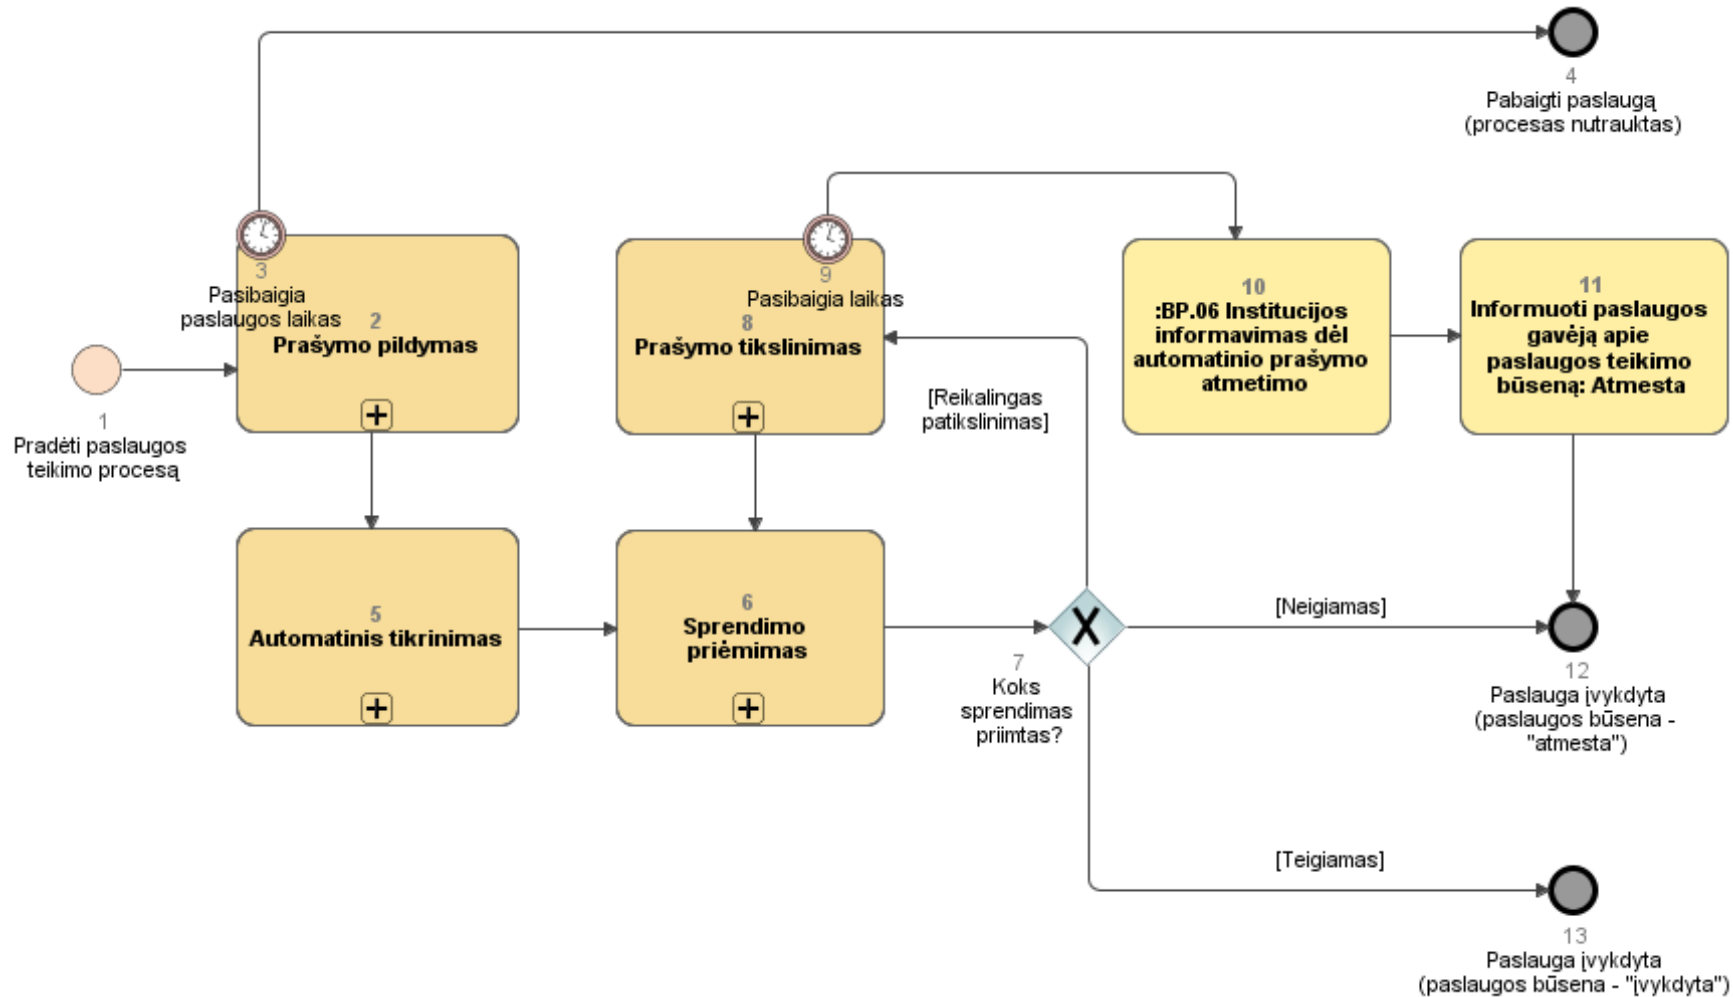 1
Pradėti paslaugos
teikimo procesą
2
Prašymo pildymas
3
Pasibaigia
paslaugos laikas
4
Pabaigti paslaugą
(procesas nutrauktas)
5
Automatinis tikrinimas
6
Sprendimo
priėmimas
7
Koks
sprendimas
priimtas?
8
Prašymo tikslinimas
9
Pasibaigia laikas
[Reikalingas
patikslinimas]
10
:BP.06 Institucijos
informavimas dėl
automatinio prašymo
atmetimo
11
Informuoti paslaugos
gavėją apie
paslaugos teikimo
būseną: Atmesta
[Neigiamas]
12
Paslauga įvykdyta
(paslaugos būsena -
"atmesta")
[Teigiamas]
13
Paslauga įvykdyta
(paslaugos būsena - "įvykdyta")